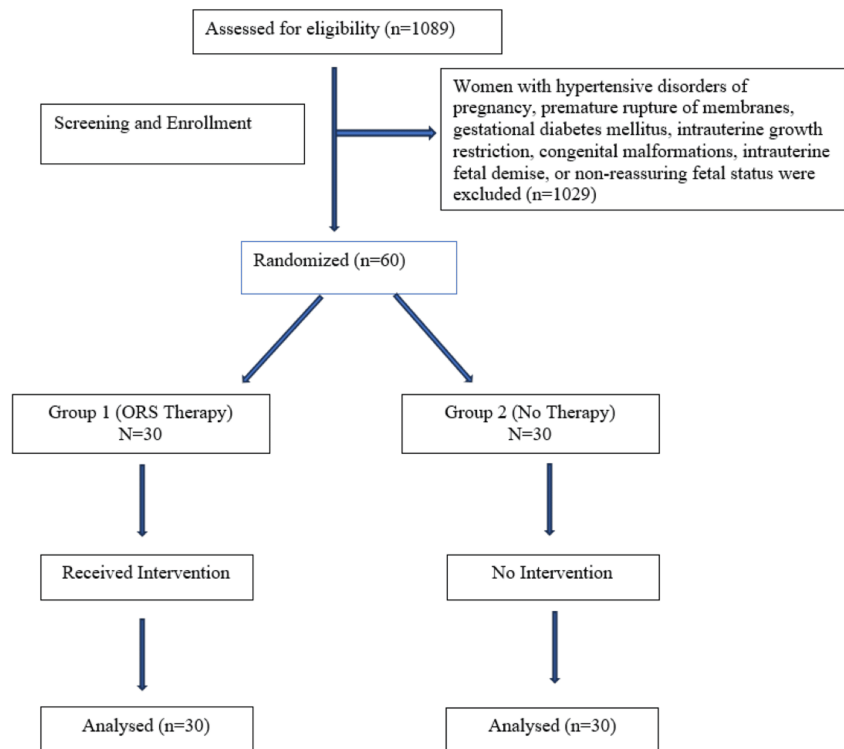 Assessed for eligibility (n=1089)
Women with hypertensive disorders of
pregnancy, premature rupture of membranes,
gestational diabetes mellitus, intrauterine growth
restriction, congenital malformations, intrauterine
fetal demise, or non-reassuring fetal status were
excluded (n=1029)
Screening and Enrollment
Randomized (n=60)
Group 1 (ORS Therapy)
N=30
Group 2 (No Therapy)
N=30
Received Intervention
No Intervention
Analysed (n=30)
Analysed (n=30)